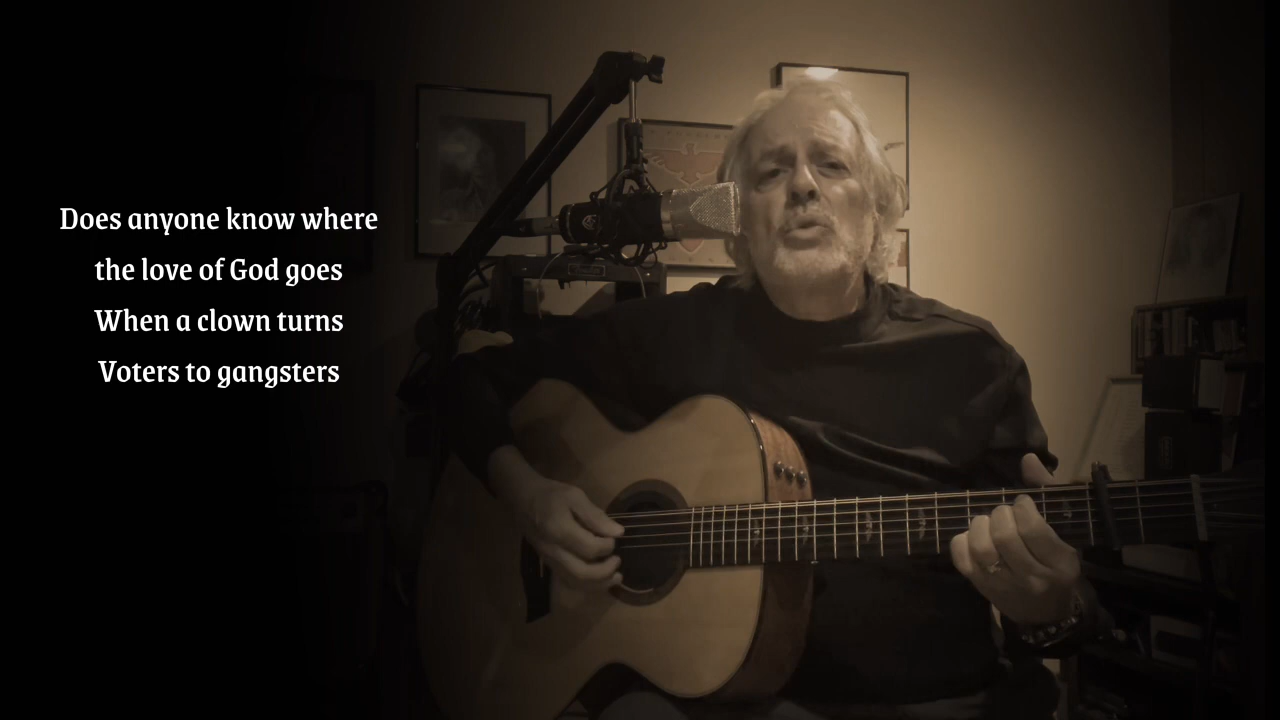 Does anyone know where
the love of God goes
When a clown turns
Voters to gangsters